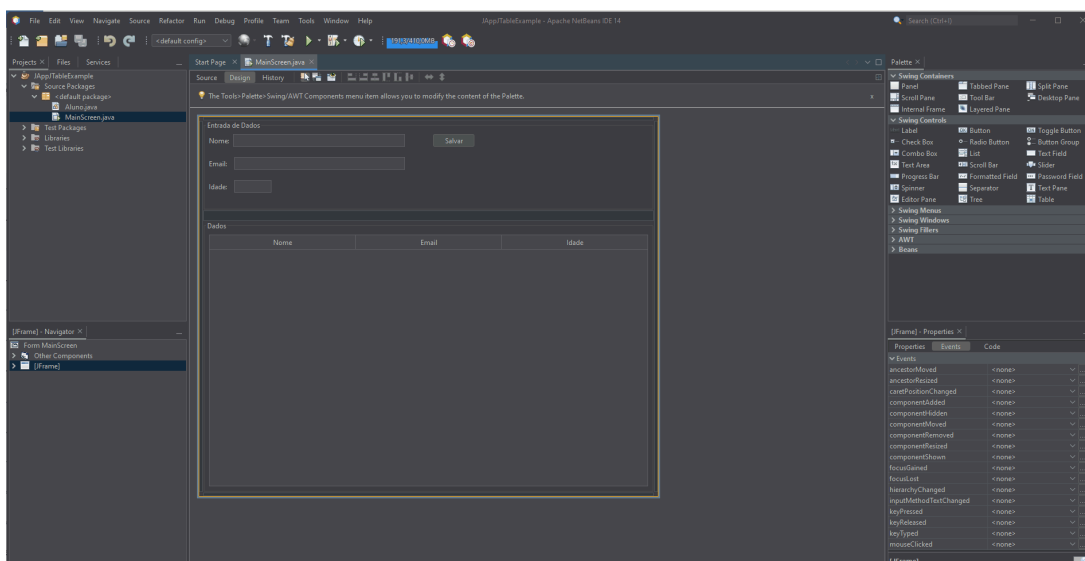 File Edit View Navigate Source Refactor Run Debug Profile Team Tools Window Help
JAppJTableExample - Apache NetBeans IDE 14
Search (Ctrl+I)
<default config>
Projects Files Services
JAppJTableExample
Source Packages
<default package>
Aluno.java
MainScreen.java
Test Packages
Libraries
Test Libraries
Start Page MainScreen.java
Source Design History
The Tools>Palette>Swing/AWT Components menu item allows you to modify the content of the Palette.
Entrada de Dados
Nome: Salvar
Email:
Idade:
Dados
Nome Email Idade
[JFrame] - Navigator
Form MainScreen
Other Components
[JFrame]
Palette
Swing Containers
Panel Tabbed Pane Split Pane
Scroll Pane Tool Bar Desktop Pane
Internal Frame Layered Pane
Swing Controls
Label Button Toggle Button
Check Box Radio Button Button Group
Combo Box List Text Field
Text Area Scroll Bar Slider
Progress Bar Formatted Field Password Field
Spinner Separator Text Pane
Editor Pane Tree Table
Swing Menus
Swing Windows
Swing Fillers
AWT
Beans
[JFrame] - Properties
Properties Events Code
Events
ancestorMoved <none>
ancestorResized <none>
caretPositionChanged <none>
componentAdded <none>
componentHidden <none>
componentMoved <none>
componentRemoved <none>
componentResized <none>
componentShown <none>
focusGained <none>
focusLost <none>
hierarchyChanged <none>
inputMethodTextChanged <none>
keyPressed <none>
keyReleased <none>
keyTyped <none>
mouseClicked <none>